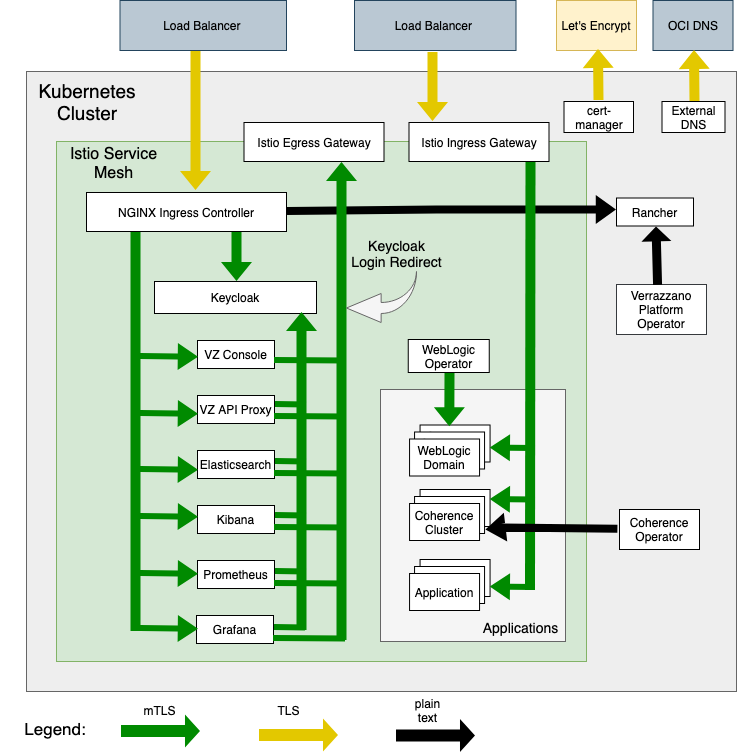 Load Balancer
Load Balancer
Let's Encrypt
OCI DNS
Kubernetes
Cluster
cert-
manager
External
DNS
Istio Egress Gateway
Istio Ingress Gateway
Istio Service
Mesh
NGINX Ingress Controller
Rancher
Keycloak
Login Redirect
Keycloak
Verrazzano
Platform
Operator
VZ Console
WebLogic
Operator
VZ API Proxy
WebLogic
Domain
Elasticsearch
Kibana
Coherence
Cluster
Coherence
Operator
Prometheus
Application
Grafana
Applications
Legend:
mTLS
TLS
plain
text